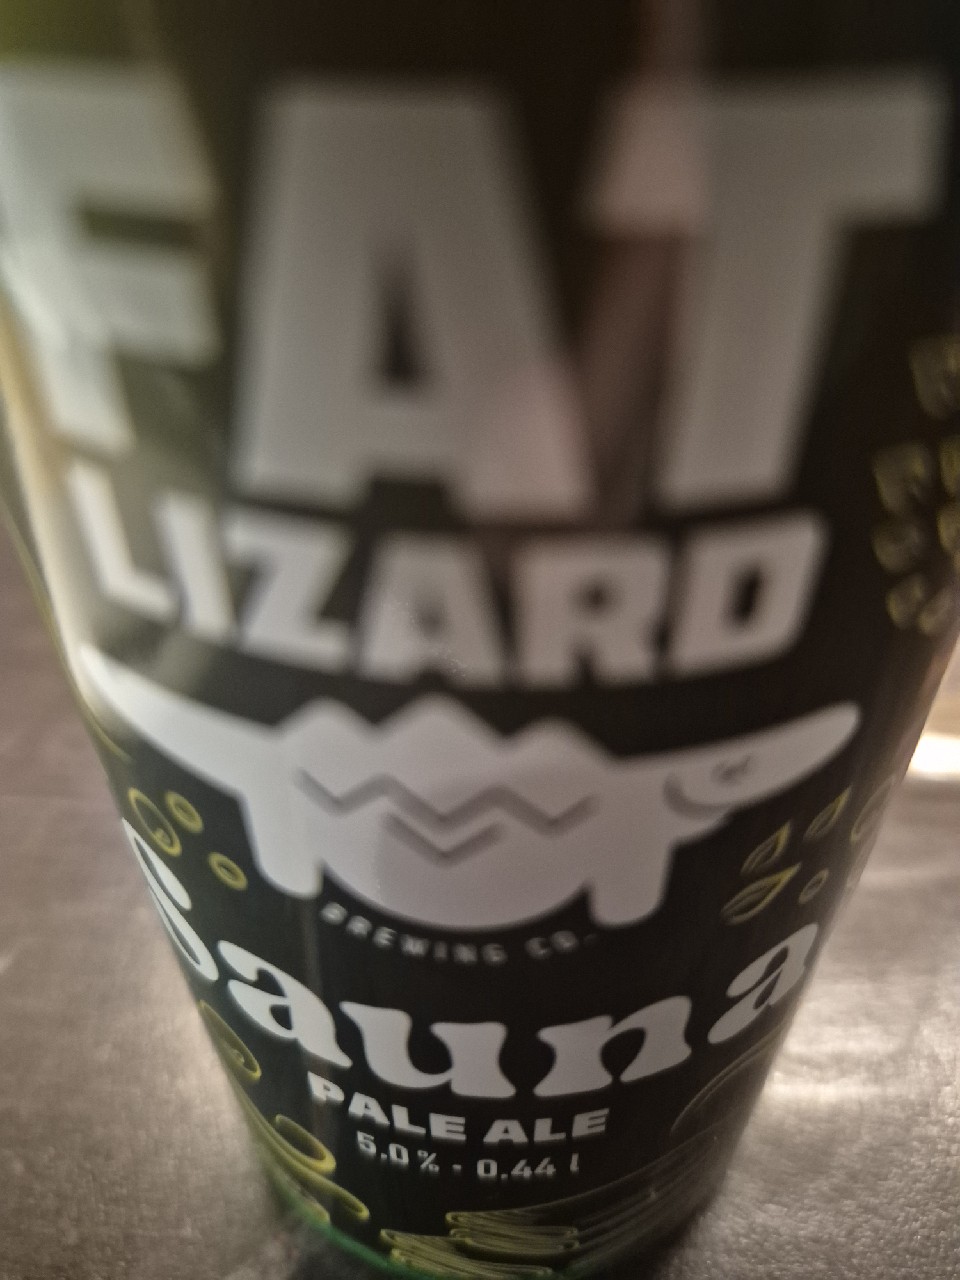 FAT
LIZARD
BREWING CO.
Sauna
PALE ALE
5.0% - 0.44 l